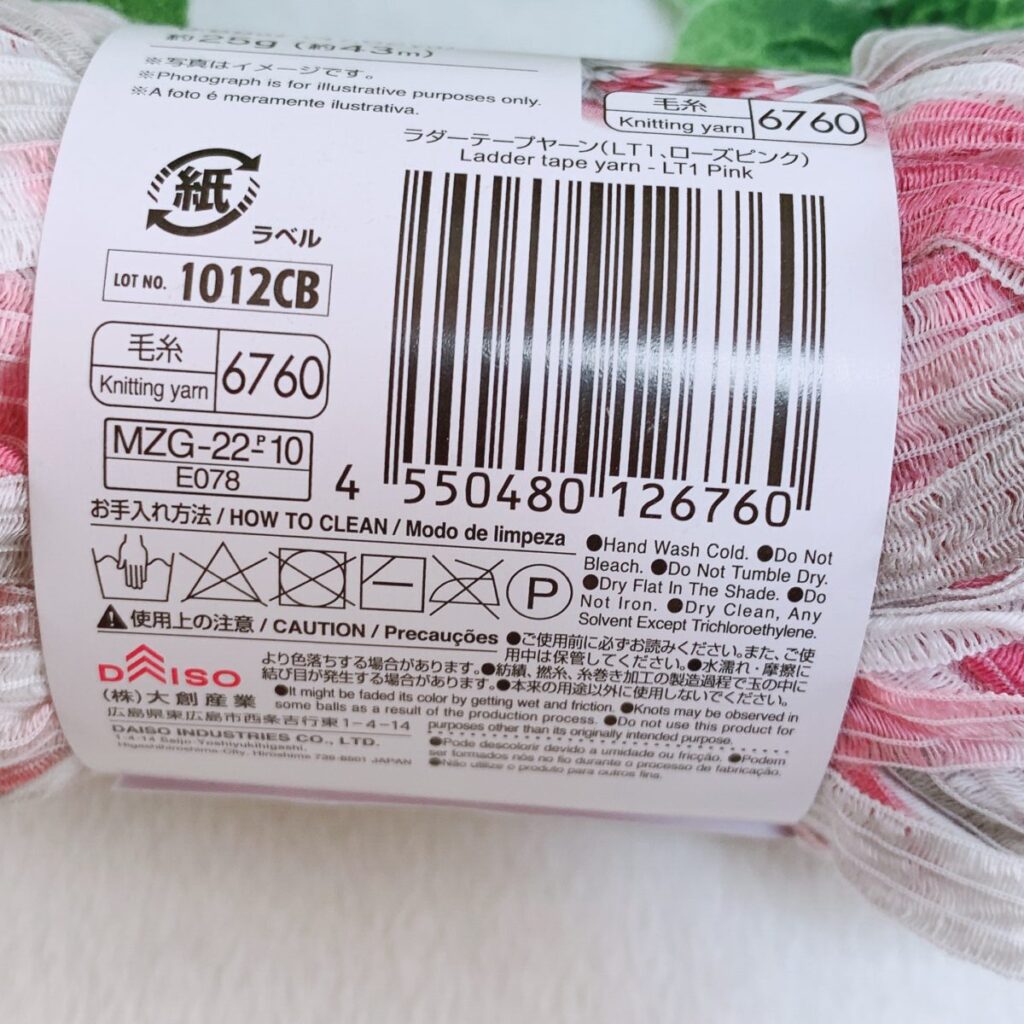 約25g (約43m)
※写真はイメージです。
※Photograph is for illustrative purposes only.
※A foto é meramente ilustrativa.
毛糸
Knitting yarn
6760
ラダーテープヤーン(LT1、ローズピンク)
Ladder tape yarn - LT1 Pink
紙
ラベル
LOT NO. 1012CB
毛糸
Knitting yarn
6760
MZG-22-P-10
E078
4 550480 126760
お手入れ方法 / HOW TO CLEAN / Modo de limpeza
P
●Hand Wash Cold. ●Do Not
Bleach. ●Do Not Tumble Dry.
●Dry Flat In The Shade. ●Do
Not Iron. ●Dry Clean, Any
Solvent Except Trichloroethylene.
使用上の注意 / CAUTION / Precauções ●ご使用前に必ずお読みください。また、ご使
用中は保管してください。●水濡れ・摩擦に
より色落ちする場合があります。●紡績、撚糸、糸巻き加工の製造過程で玉の中に
結び目が発生する場合があります。●本来の用途以外に使用しないでください。
●It might be faded its color by getting wet and friction. ●Knots may be observed in
some balls as a result of the production process. ●Do not use this product for
purposes other than its originally intended purpose.
●Pode descolorir devido a umidade ou fricção. ●Podem
ser formados nós no fio durante o processo de fabricação.
●Não utilize o produto para outros fins.
DAISO
(株)大創産業
広島県東広島市西条吉行東1-4-14
DAISO INDUSTRIES CO., LTD.
1-4-14 Saijo-Yoshiyukihigashi,
Higashihiroshima-City, Hiroshima 739-8501 JAPAN